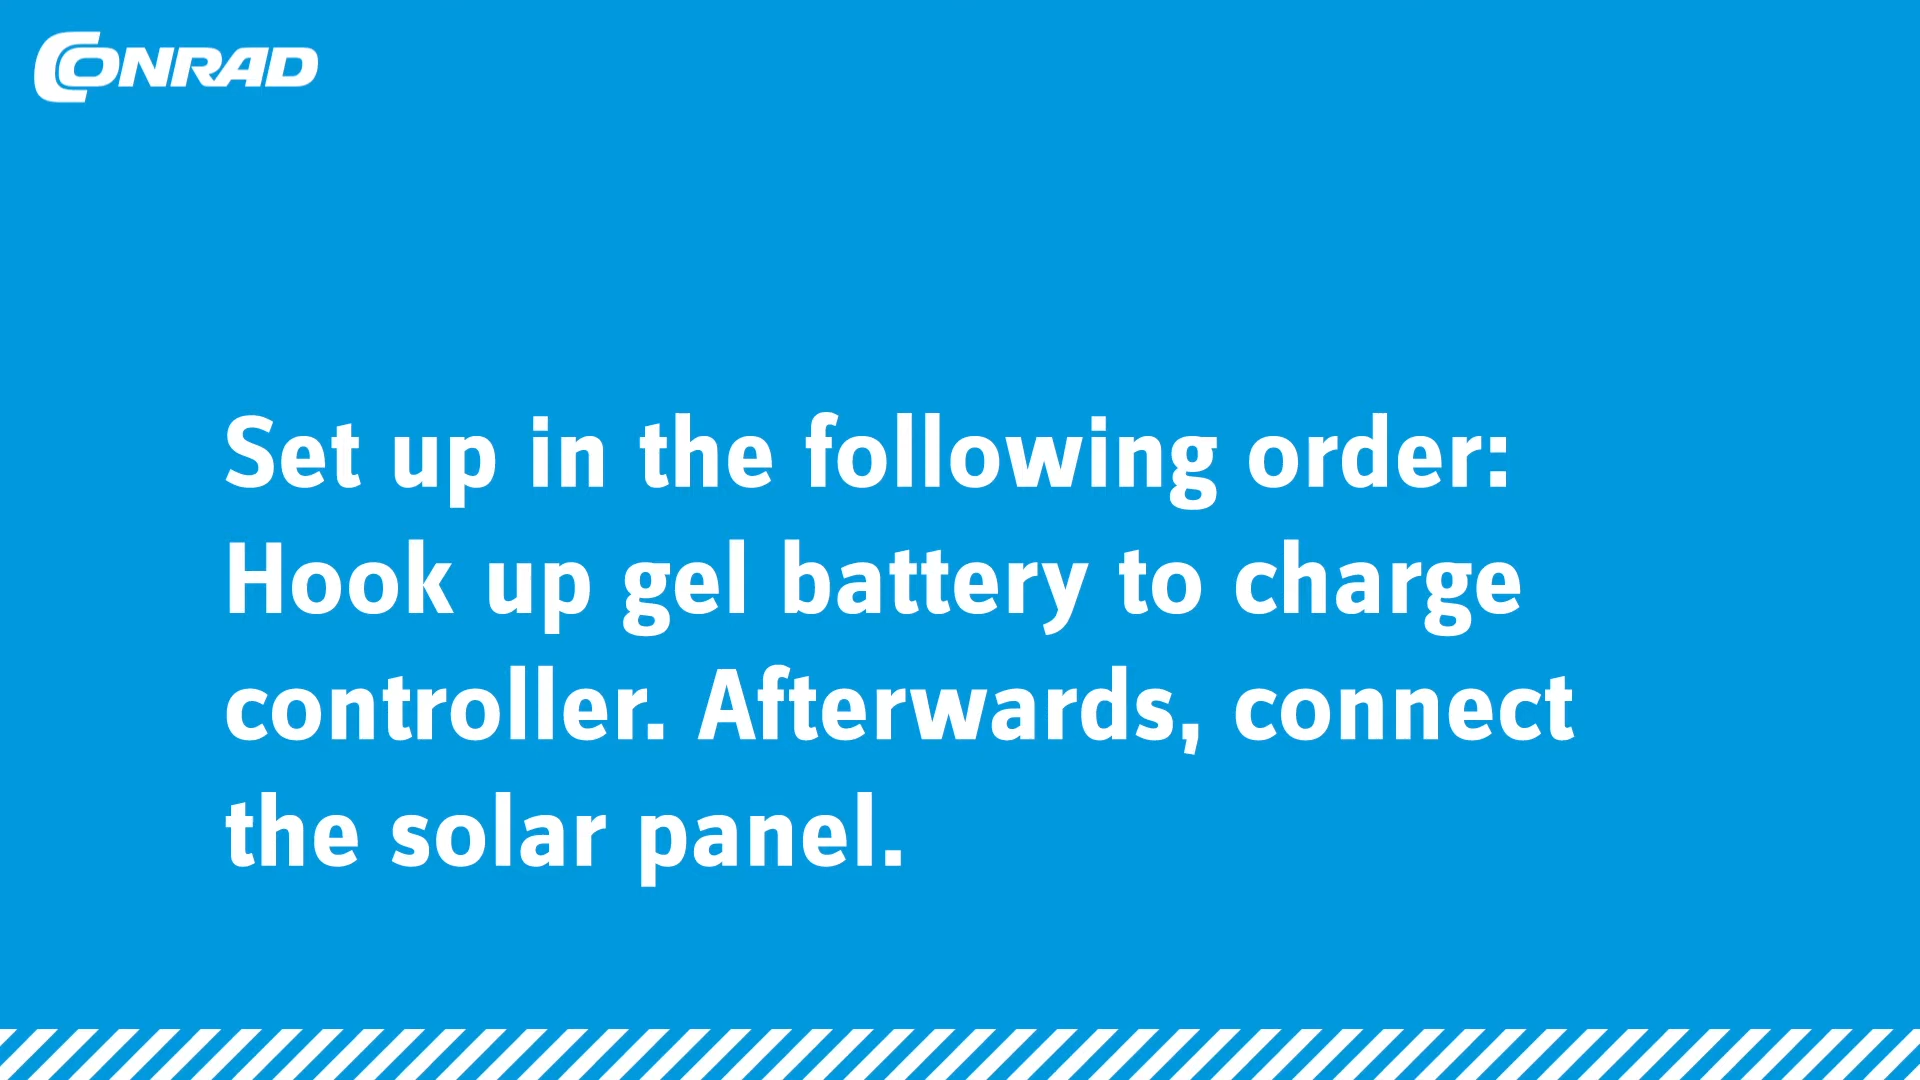 CONRAD
Set up in the following order:
Hook up gel battery to charge
controller. Afterwards, connect
the solar panel.